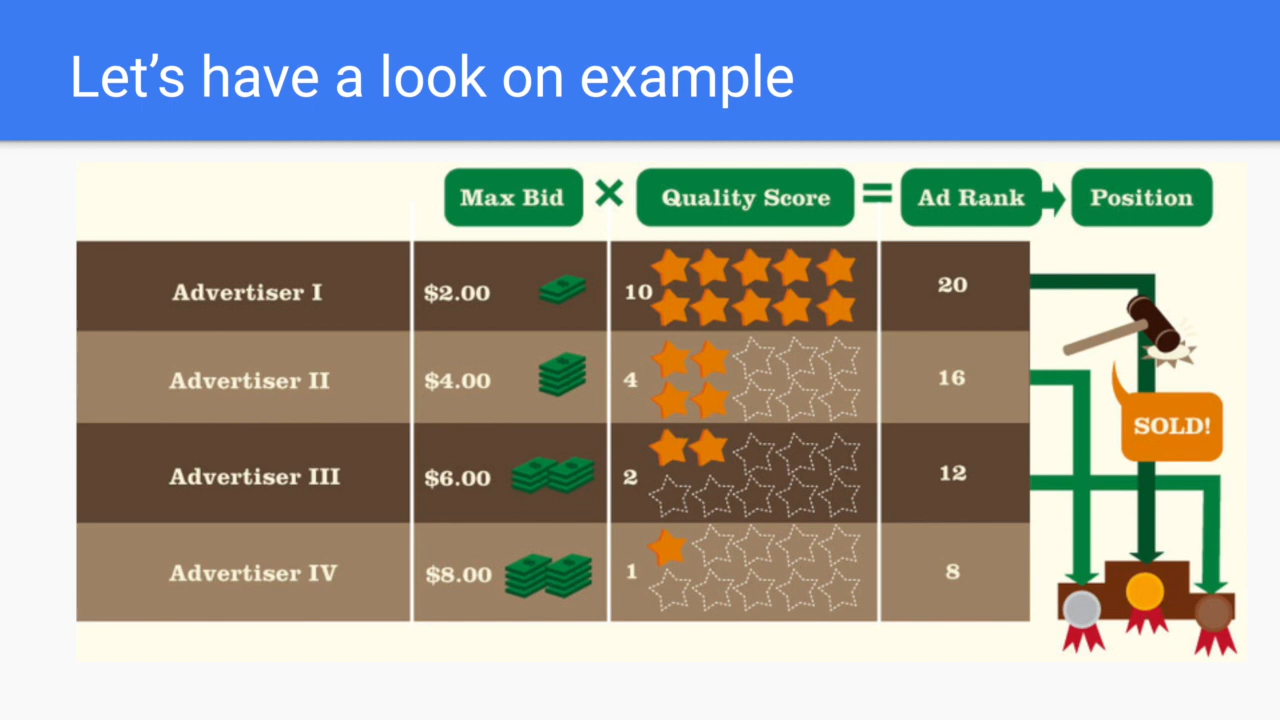 Let’s have a look on example
Max Bid × Quality Score = Ad Rank Position
Advertiser I $2.00 10 20
Advertiser II $4.00 4 16
SOLD!
Advertiser III $6.00 2 12
Advertiser IV $8.00 1 8